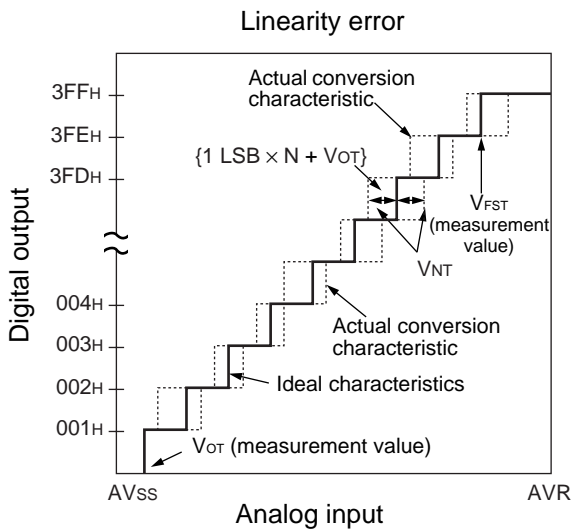 Linearity error
Actual conversion
characteristic
3FFH
3FEH
{1 LSB × N + VOT}
3FDH
VFST
(measurement
value)
VNT
Digital output
004H
Actual conversion
characteristic
003H
Ideal characteristics
002H
001H
VOT (measurement value)
AVSS
AVR
Analog input